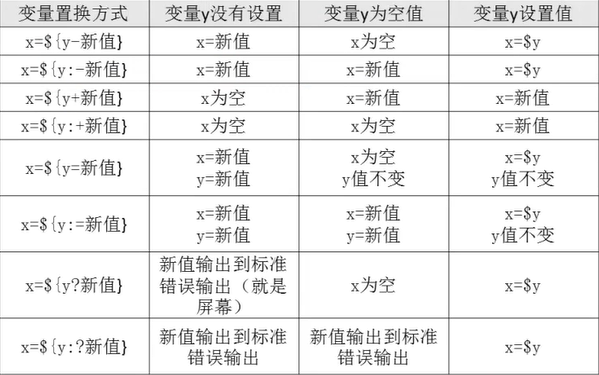 变量置换方式 变量y没有设置 变量y为空值 变量y设置值
x=${y-新值} x=新值 x为空 x=$y
x=${y:-新值} x=新值 x=新值 x=$y
x=${y+新值} x为空 x=新值 x=新值
x=${y:+新值} x为空 x为空 x=新值
x=${y=新值} x=新值 x为空 x=$y
y=新值 y值不变 y值不变
x=${y:=新值} x=新值 x=新值 x=$y
y=新值 y=新值 y值不变
x=${y?新值} 新值输出到标准 x为空 x=$y
错误输出（就是
屏幕）
x=${y:?新值} 新值输出到标准 新值输出到标准 x=$y
错误输出 错误输出